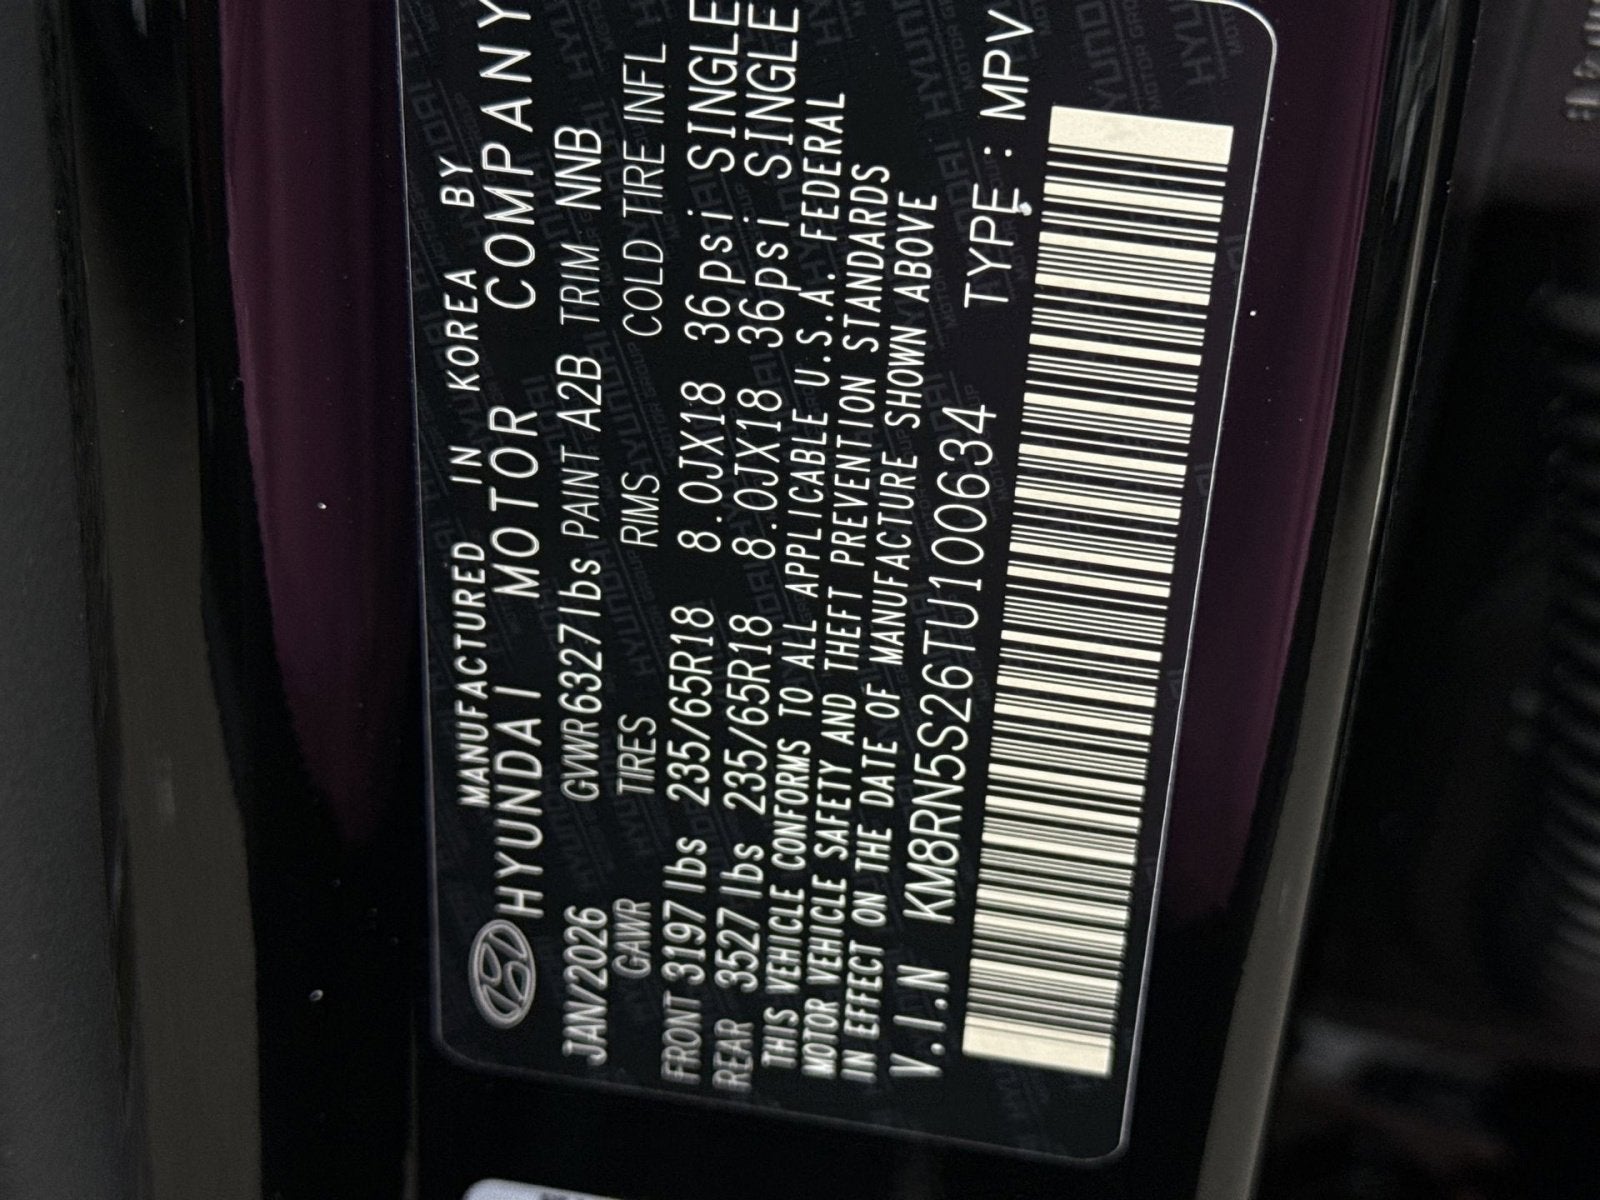 MANUFACTURED IN KOREA BY
HYUNDAI MOTOR COMPANY
JAN/2026 GVWR 6327lbs PAINT A2B TRIM NNB
GAWR TIRES RIMS COLD TIRE INFL
FRONT 3197lbs 235/65R18 8.0JX18 36psi SINGLE
REAR 3527lbs 235/65R18 8.0JX18 36psi SINGLE
THIS VEHICLE CONFORMS TO ALL APPLICABLE U.S.A. FEDERAL
MOTOR VEHICLE SAFETY AND THEFT PREVENTION STANDARDS
IN EFFECT ON THE DATE OF MANUFACTURE SHOWN ABOVE
V.I.N KM8RN5S26TU100634 TYPE : MPV